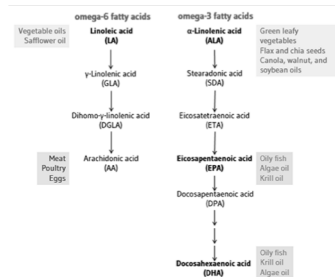 omega-6 fatty acids
omega-3 fatty acids
Vegetable oils
Safflower oil
Linoleic acid
(LA)
α-Linolenic acid
(ALA)
Green leafy
vegetables
Flax and chia seeds
Canola, walnut, and
soybean oils
γ-Linolenic acid
(GLA)
Stearadonic acid
(SDA)
Dihomo-γ-linolenic acid
(DGLA)
Eicosatetraenoic acid
(ETA)
Meat
Poultry
Eggs
Arachidonic acid
(AA)
Eicosapentaenoic acid
(EPA)
Oily fish
Algae oil
Krill oil
Docosapentaenoic acid
(DPA)
Docosahexaenoic acid
(DHA)
Oily fish
Krill oil
Algae oil